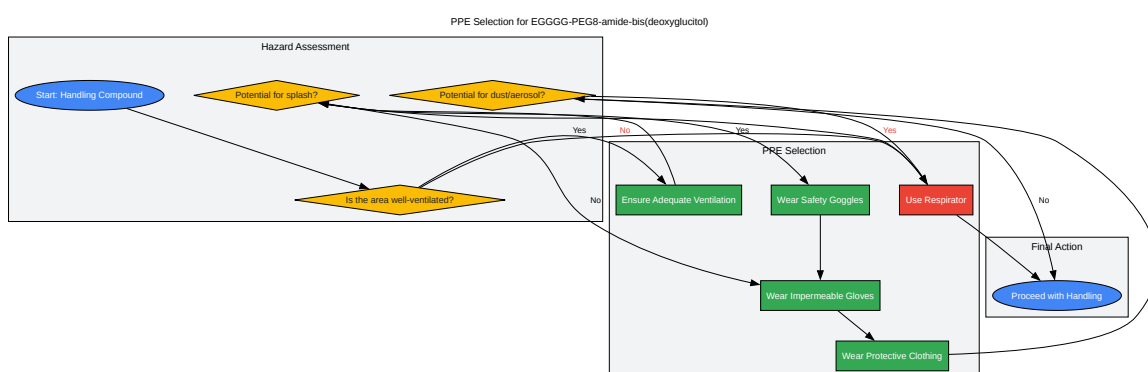 PPE Selection for EGGGG-PEG8-amide-bis(deoxyglucitol)
Hazard Assessment
Start: Handling Compound
Potential for splash?
Potential for dust/aerosol?
Yes
No
Yes
Yes
PPE Selection
Is the area well-ventilated?
No
Ensure Adequate Ventilation
Wear Safety Goggles
Use Respirator
No
Final Action
Wear Impermeable Gloves
Proceed with Handling
Wear Protective Clothing